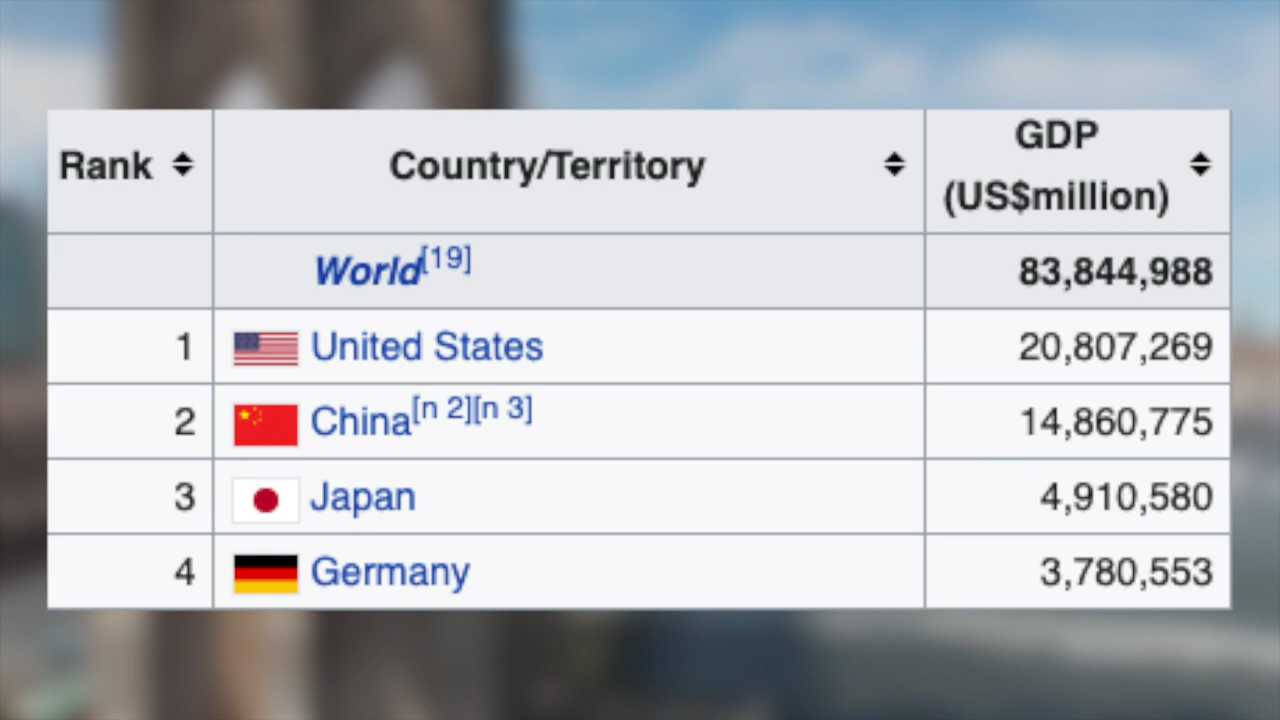 Rank Country/Territory GDP (US$million)
World[19] 83,844,988
1 United States 20,807,269
2 China[n 2][n 3] 14,860,775
3 Japan 4,910,580
4 Germany 3,780,553